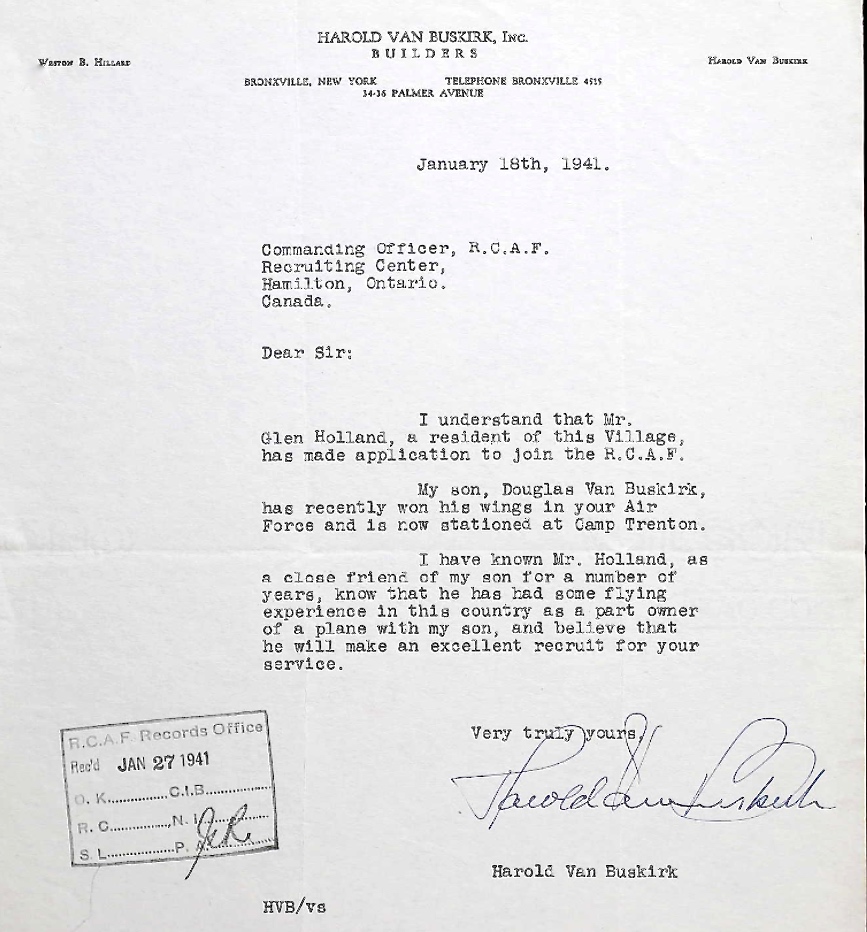 HAROLD VAN BUSKIRK, INC.
BUILDERS
WESTON B. HILLARD
HAROLD VAN BUSKIRK
BRONXVILLE, NEW YORK TELEPHONE BRONXVILLE 4515
34-36 PALMER AVENUE
January 18th, 1941.
Commanding Officer, R.C.A.F.
Recruiting Center,
Hamilton, Ontario.
Canada.
Dear Sir:
I understand that Mr.
Glen Holland, a resident of this Village,
has made application to join the R.C.A.F.
My son, Douglas Van Buskirk,
has recently won his wings in your Air
Force and is now stationed at Camp Trenton.
I have known Mr. Holland, as
a close friend of my son for a number of
years, know that he has had some flying
experience in this country as a part owner
of a plane with my son, and believe that
he will make an excellent recruit for your
service.
Very truly yours,
Harold Van Buskirk
Harold Van Buskirk
R.C.A.F. Records Office
Rec'd JAN 27 1941
O. K...............C.I.B...............
R. C...............N. I...............
S. L...............P. A...............
HVB/vs